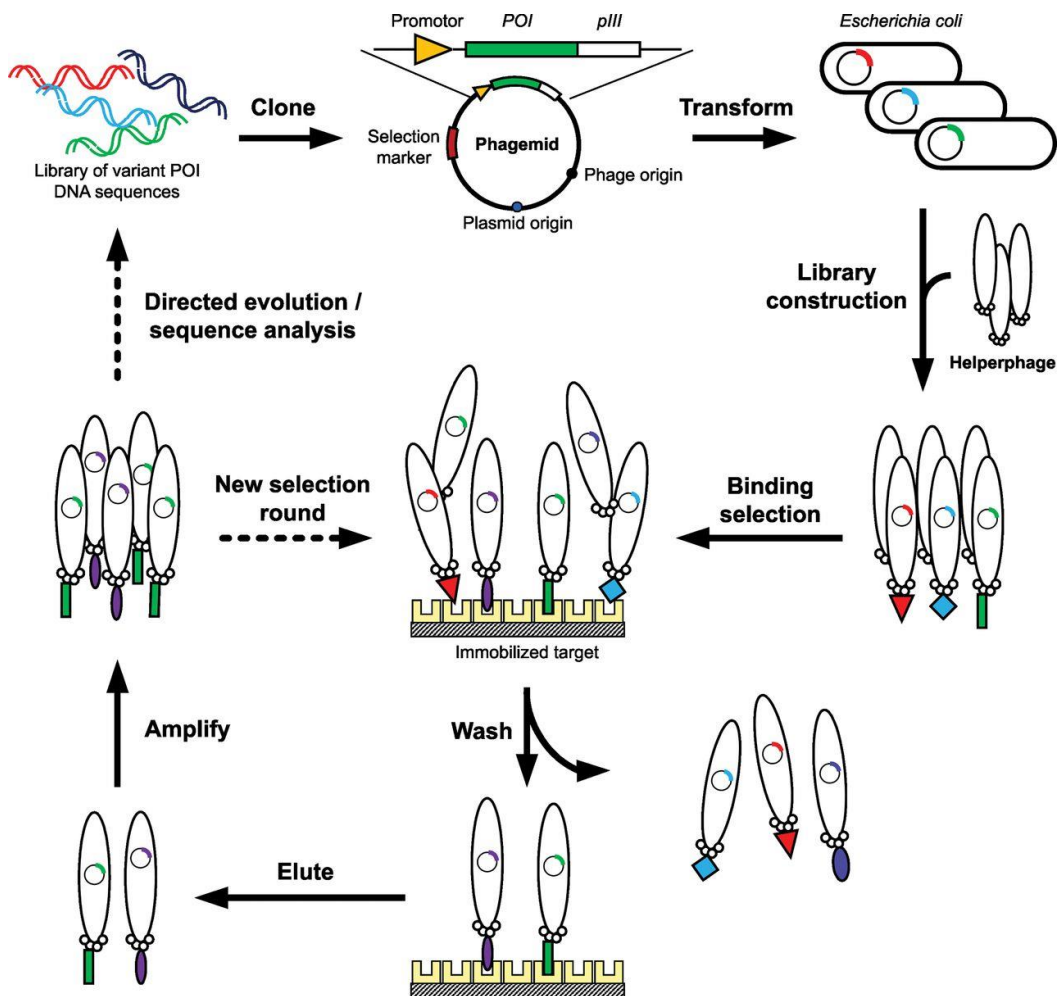 Promotor
POI
pIII
Escherichia coli
Clone
Transform
Selection
marker
Phagemid
Library of variant POI
DNA sequences
Phage origin
Plasmid origin
Library
construction
Directed evolution /
sequence analysis
Helperphage
New selection
round
Binding
selection
Immobilized target
Amplify
Wash
Elute